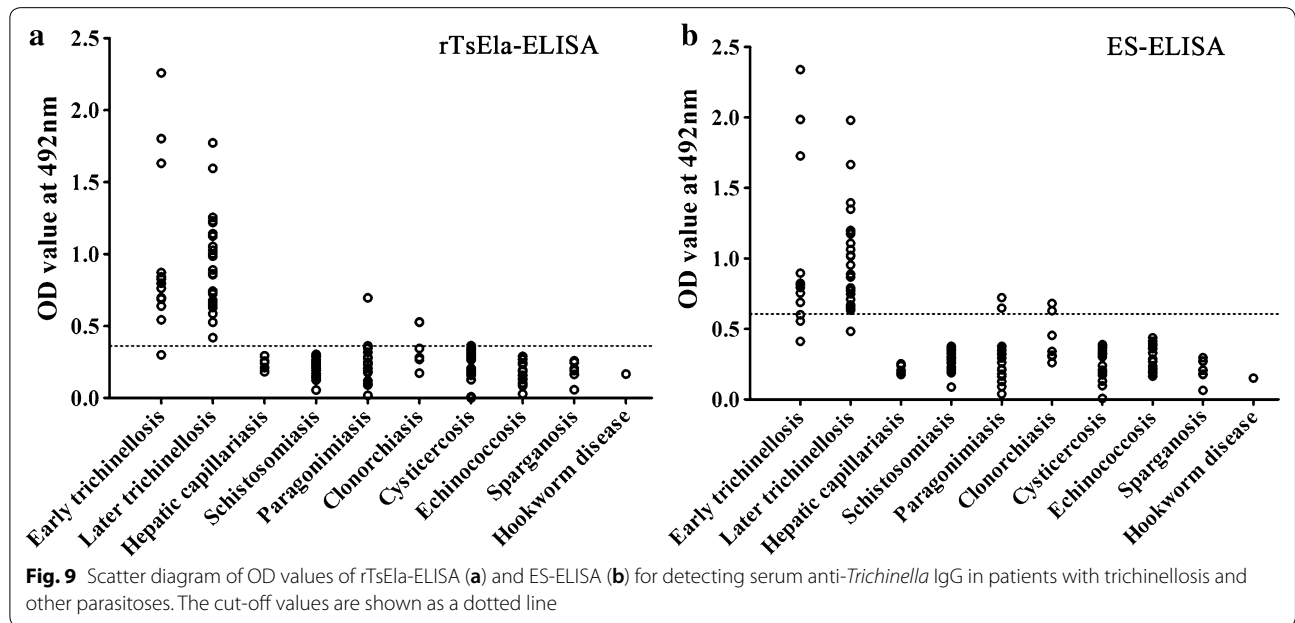 a
rTsEla-ELISA
OD value at 492nm
2.5
2.0
1.5
1.0
0.5
0.0
Early trichinellosis
Later trichinellosis
Hepatic capillariasis
Schistosomiasis
Paragonimiasis
Clonorchiasis
Cysticercosis
Echinococcosis
Sparganosis
Hookworm disease
b
ES-ELISA
OD value at 492nm
2.5
2.0
1.5
1.0
0.5
0.0
Early trichinellosis
Later trichinellosis
Hepatic capillariasis
Schistosomiasis
Paragonimiasis
Clonorchiasis
Cysticercosis
Echinococcosis
Sparganosis
Hookworm disease
Fig. 9 Scatter diagram of OD values of rTsEla-ELISA (a) and ES-ELISA (b) for detecting serum anti-Trichinella IgG in patients with trichinellosis and
other parasitoses. The cut-off values are shown as a dotted line